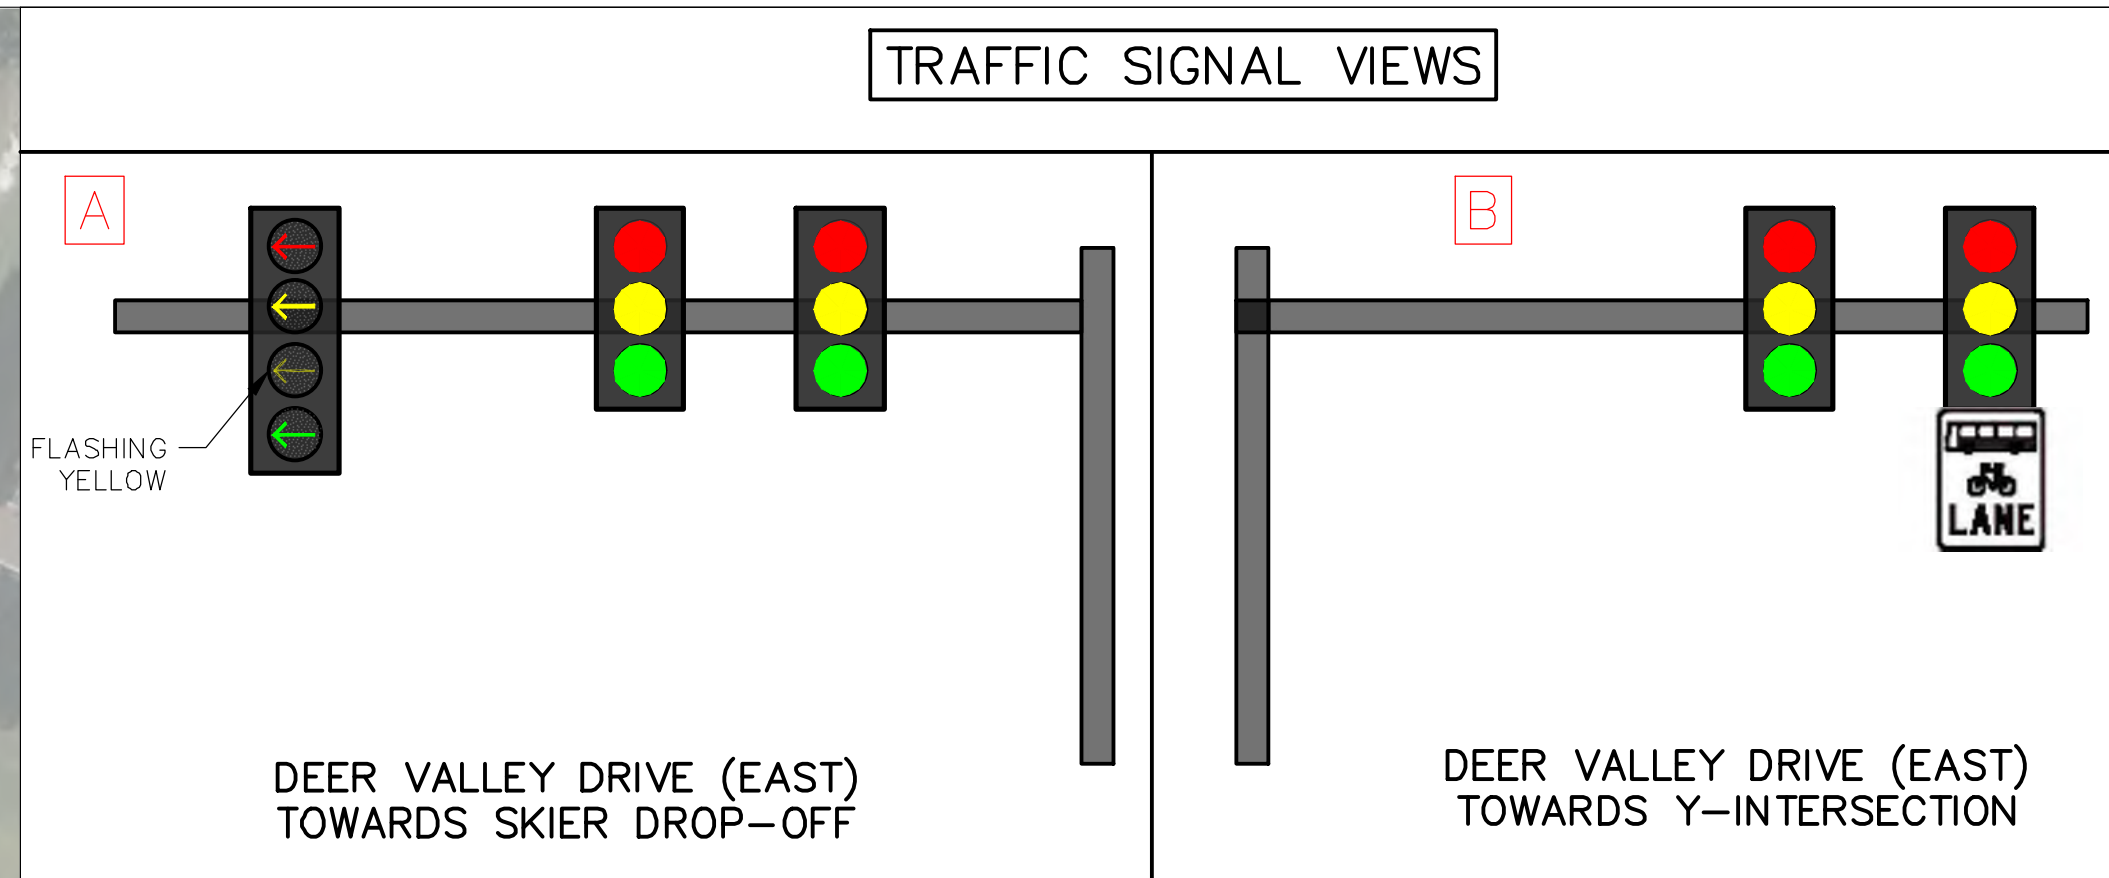 TRAFFIC SIGNAL VIEWS
A
FLASHING
YELLOW
DEER VALLEY DRIVE (EAST)
TOWARDS SKIER DROP-OFF
B
LANE
DEER VALLEY DRIVE (EAST)
TOWARDS Y-INTERSECTION